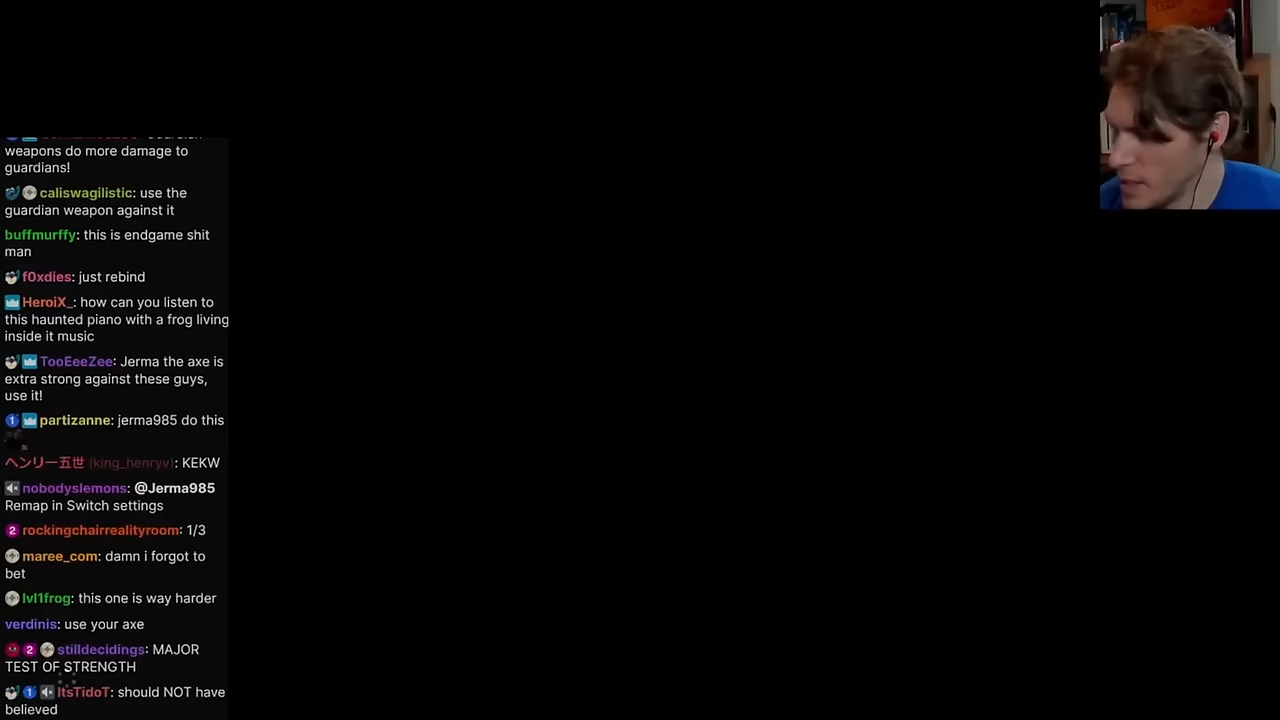 weapons do more damage to
guardians!
caliswagilistic: use the
guardian weapon against it
buffmurffy: this is endgame shit
man
f0xdies: just rebind
HeroiX_: how can you listen to
this haunted piano with a frog living
inside it music
TooEeeZee: Jerma the axe is
extra strong against these guys,
use it!
1 partizanne: jerma985 do this
ヘンリー五世 (king_henryv): KEKW
nobodyslemons: @Jerma985
Remap in Switch settings
2 rockingchairrealityroom: 1/3
maree_com: damn i forgot to
bet
lvl1frog: this one is way harder
verdinis: use your axe
2 stilldecidings: MAJOR
TEST OF STRENGTH
1 ItsTidoT: should NOT have
believed